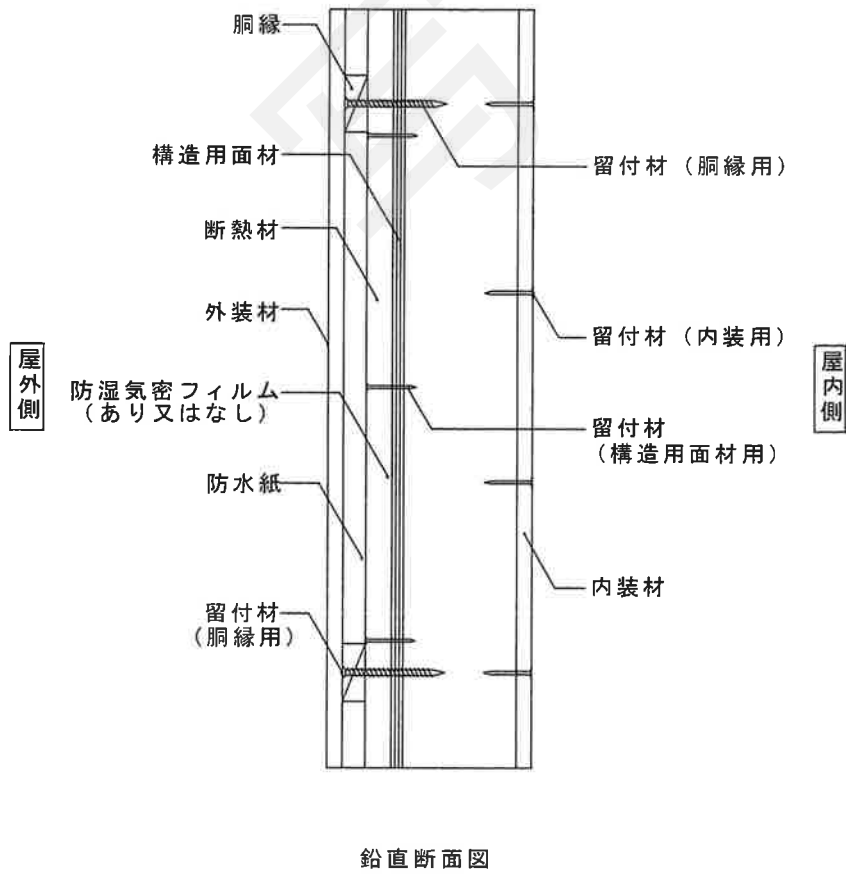 胴縁
構造用面材
断熱材
外装材
防湿気密フィルム
（あり又はなし）
防水紙
留付材
（胴縁用）
屋外側
留付材（胴縁用）
留付材（内装用）
留付材
（構造用面材用）
内装材
屋内側
鉛直断面図